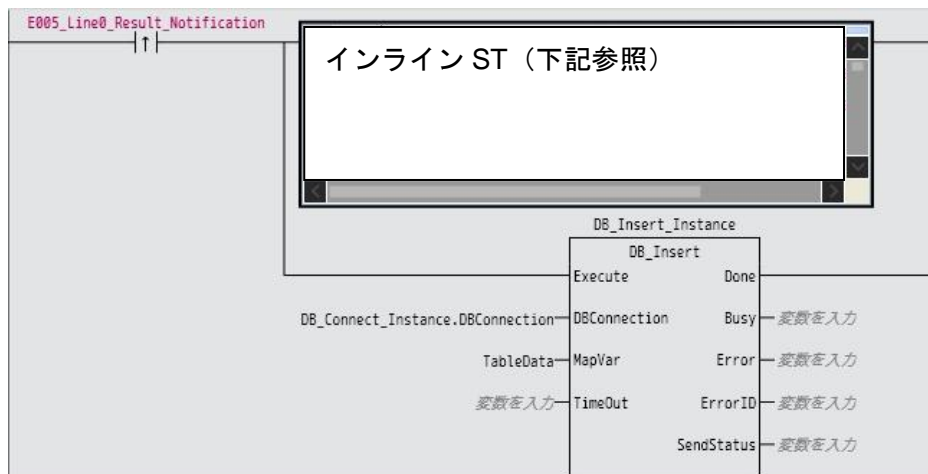 E005_Line0_Result_Notification
インライン ST（下記参照）
DB_Insert_Instance
DB_Insert
Execute Done
DB_Connect_Instance.DBConnection DBConnection Busy 変数を入力
TableData MapVar Error 変数を入力
変数を入力 TimeOut ErrorID 変数を入力
SendStatus 変数を入力